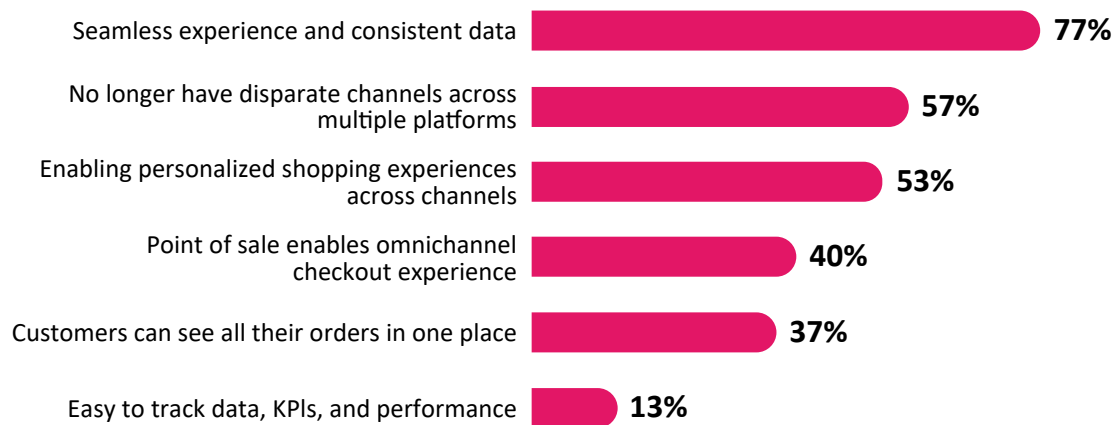 Seamless experience and consistent data
77%
No longer have disparate channels across
multiple platforms
57%
Enabling personalized shopping experiences
across channels
53%
Point of sale enables omnichannel
checkout experience
40%
Customers can see all their orders in one place
37%
Easy to track data, KPIs, and performance
13%